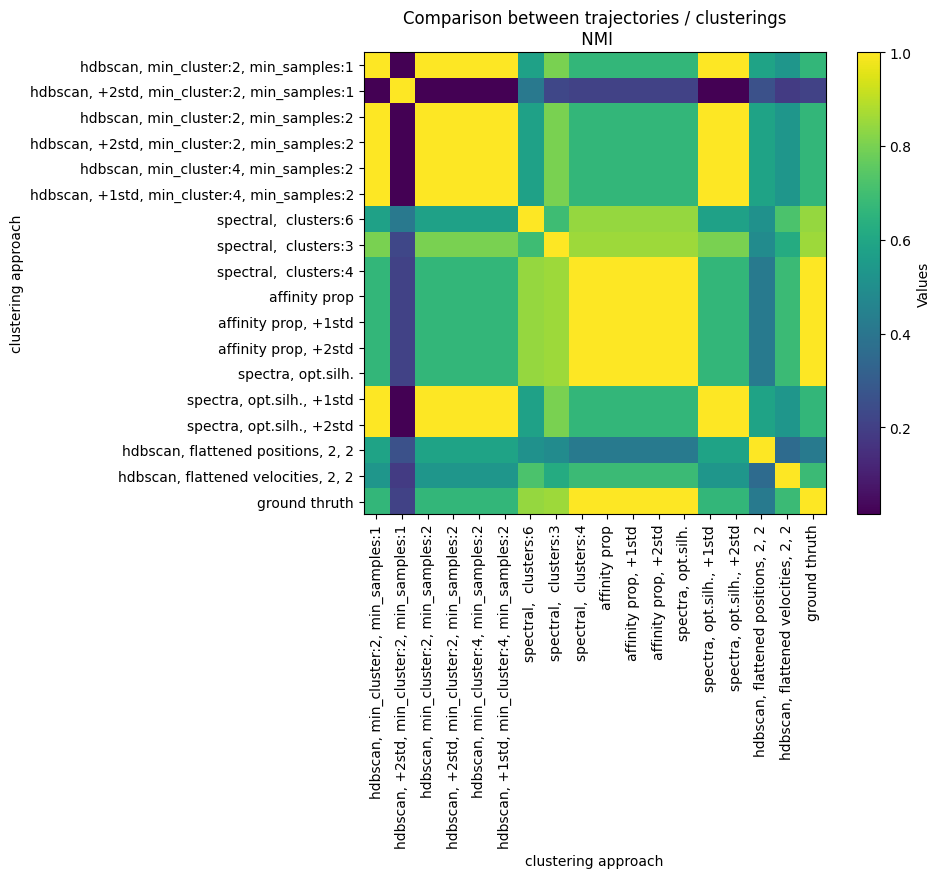 Comparison between trajectories / clusterings
NMI
hdbscan, min_cluster:2, min_samples:1
hdbscan, +2std, min_cluster:2, min_samples:1
hdbscan, min_cluster:2, min_samples:2
hdbscan, +2std, min_cluster:2, min_samples:2
hdbscan, min_cluster:4, min_samples:2
hdbscan, +1std, min_cluster:4, min_samples:2
spectral,  clusters:6
spectral,  clusters:3
spectral,  clusters:4
affinity prop
affinity prop, +1std
affinity prop, +2std
spectra, opt.silh.
spectra, opt.silh., +1std
spectra, opt.silh., +2std
hdbscan, flattened positions, 2, 2
hdbscan, flattened velocities, 2, 2
ground thruth
clustering approach
hdbscan, min_cluster:2, min_samples:1
hdbscan, +2std, min_cluster:2, min_samples:1
hdbscan, min_cluster:2, min_samples:2
hdbscan, +2std, min_cluster:2, min_samples:2
hdbscan, min_cluster:4, min_samples:2
hdbscan, +1std, min_cluster:4, min_samples:2
spectral,  clusters:6
spectral,  clusters:3
spectral,  clusters:4
affinity prop
affinity prop, +1std
affinity prop, +2std
spectra, opt.silh.
spectra, opt.silh., +1std
spectra, opt.silh., +2std
hdbscan, flattened positions, 2, 2
hdbscan, flattened velocities, 2, 2
ground thruth
clustering approach
1.0
0.8
0.6
0.4
0.2
Values